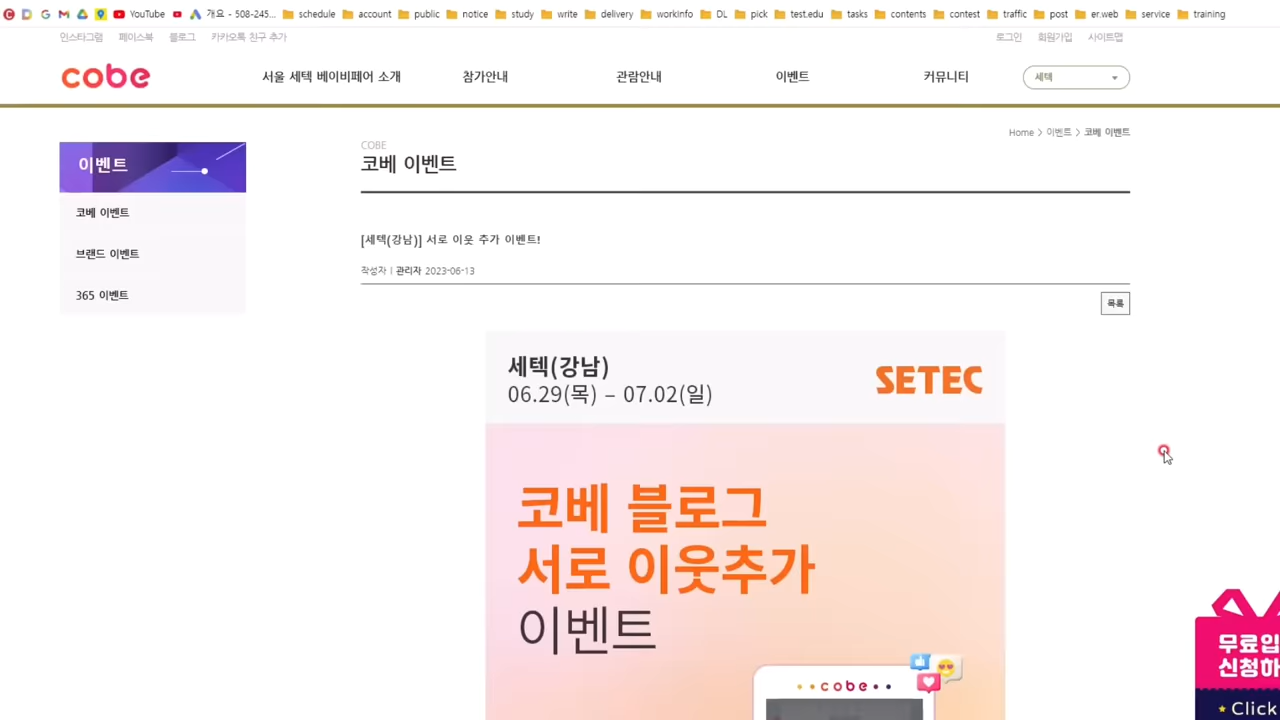 YouTube
개요 - 508-245...
schedule
account
public
notice
study
write
delivery
workinfo
DL
pick
test.edu
tasks
contents
contest
traffic
post
er.web
service
training
인스타그램 페이스북 블로그 카카오톡 친구 추가
로그인 회원가입 사이트맵
cobe
서울 세텍 베이비페어 소개 참가안내 관람안내 이벤트 커뮤니티
세텍
Home > 이벤트 > 코베 이벤트
이벤트
코베 이벤트
브랜드 이벤트
365 이벤트
COBE
코베 이벤트
[세텍(강남)] 서로 이웃 추가 이벤트!
작성자 | 관리자 2023-06-13
목록
세텍(강남)
06.29(목) – 07.02(일)
SETEC
코베 블로그
서로 이웃추가
이벤트
cobe
무료입
신청하
Click